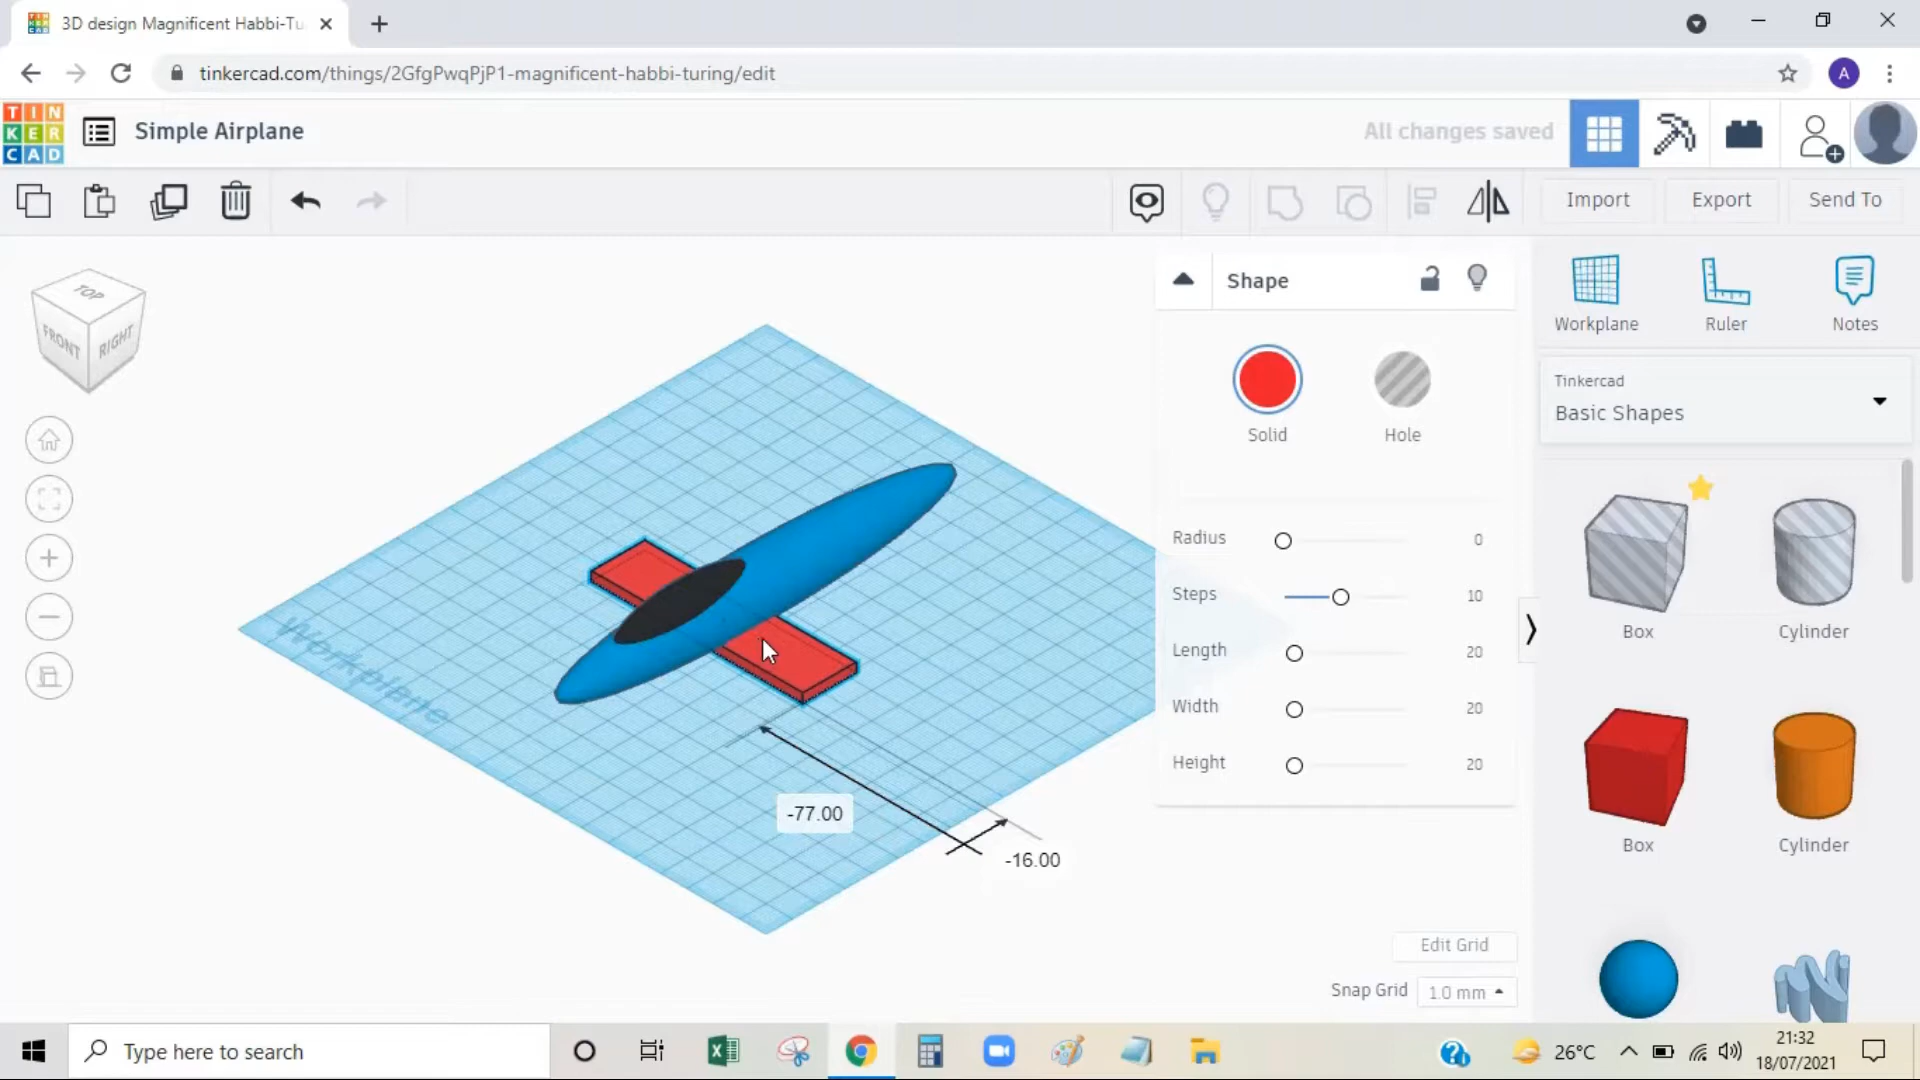 3D design Magnificent Habbi-Tu
tinkercad.com/things/2GfgPwqPjP1-magnificent-habbi-turing/edit
A
TIN
KER
CAD
Simple Airplane
All changes saved
Import
Export
Send To
TOP
FRONT
RIGHT
Shape
Solid
Hole
Radius
0
Steps
10
Length
20
Width
20
Height
20
Workplane
Ruler
Notes
Tinkercad
Basic Shapes
Box
Cylinder
Box
Cylinder
Workplane
-77.00
-16.00
Edit Grid
Snap Grid
1.0 mm
Type here to search
26°C
21:32
18/07/2021